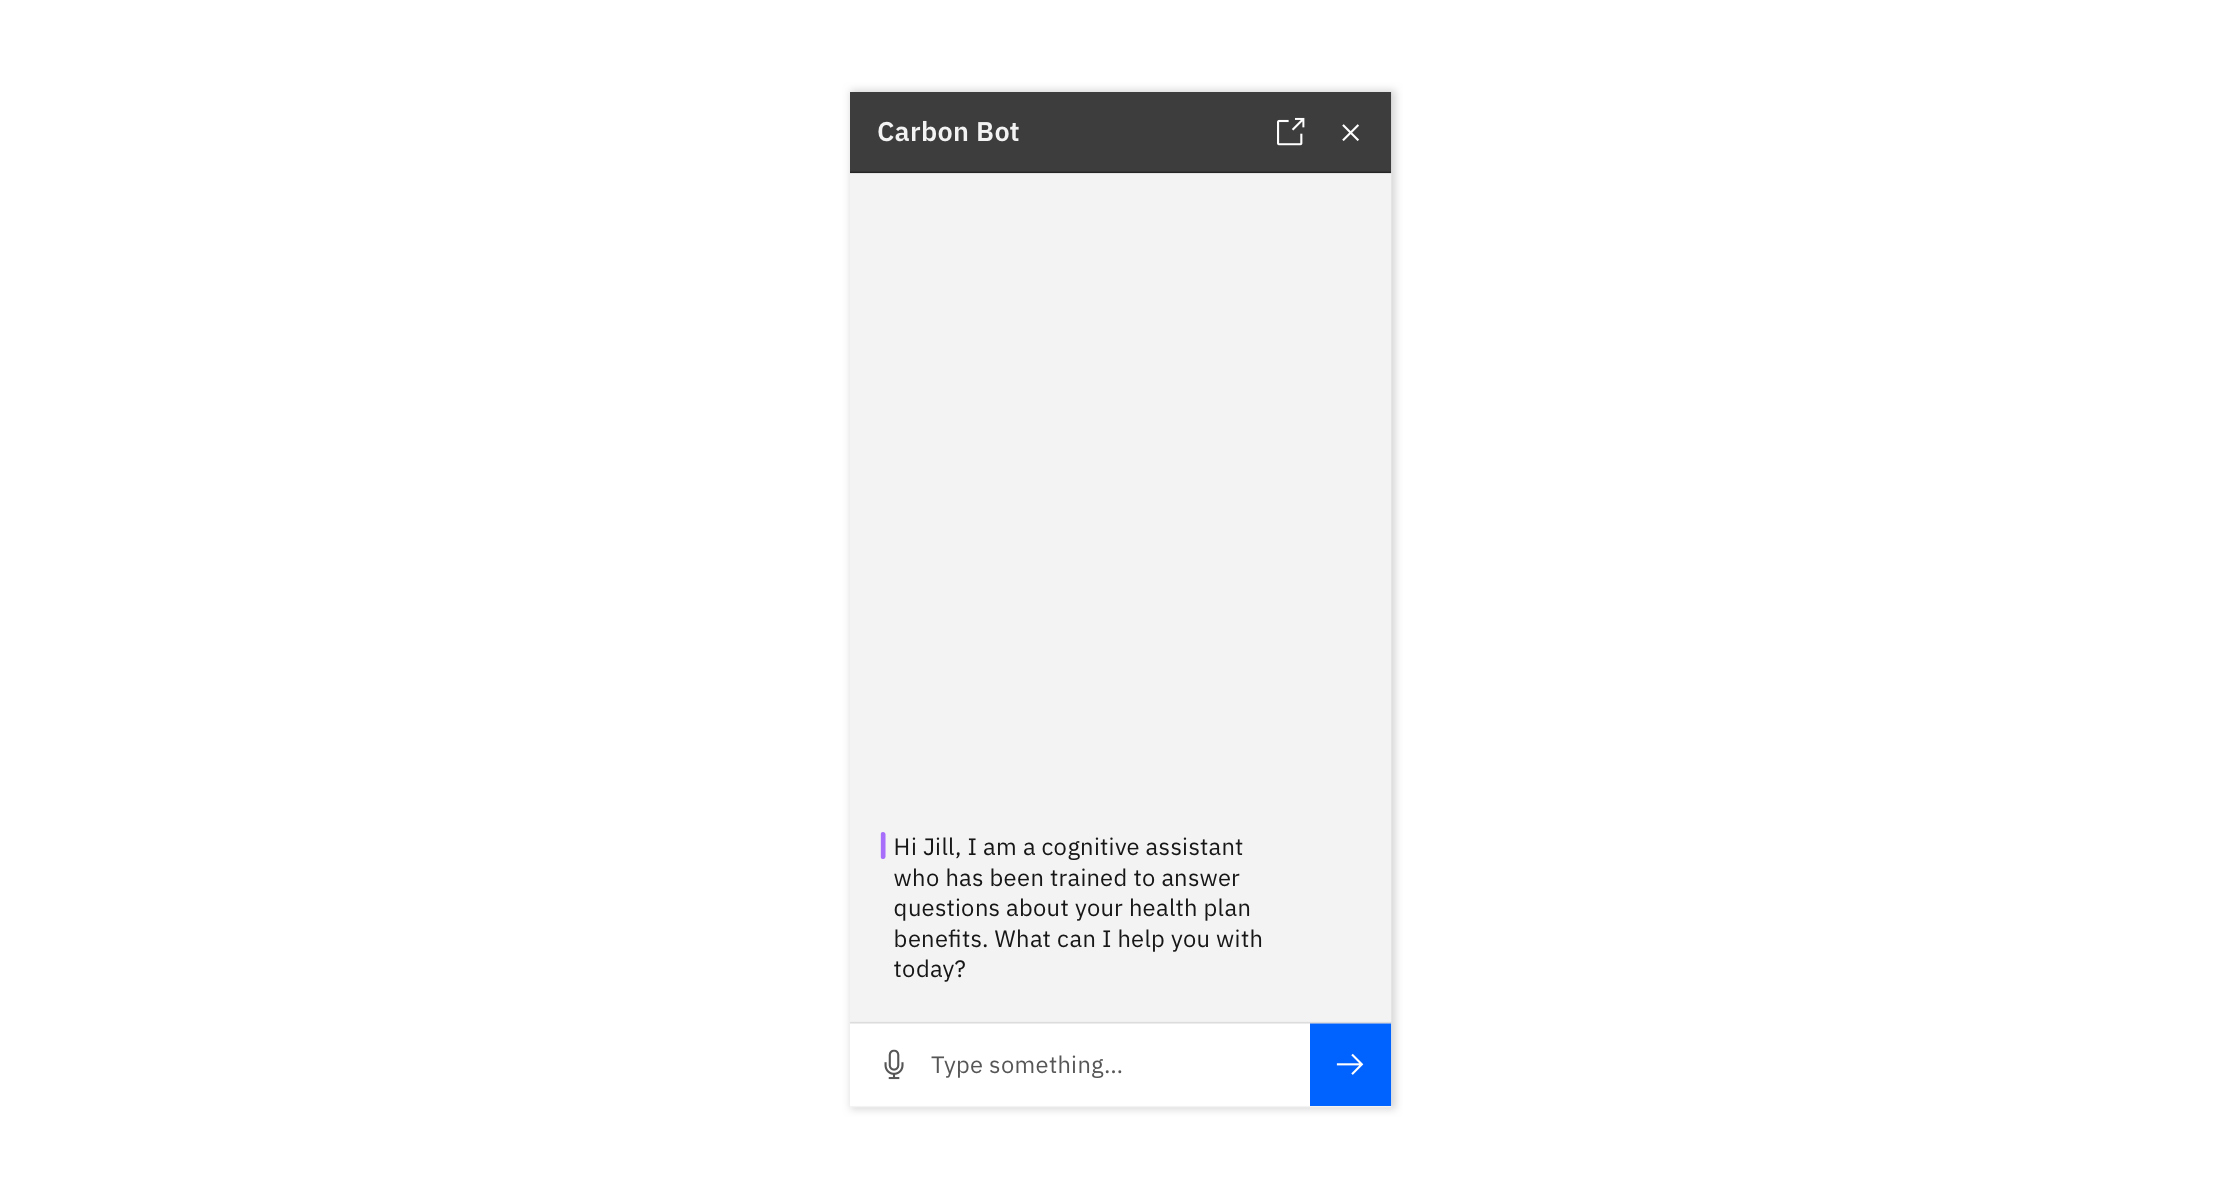 Carbon Bot
Hi Jill, I am a cognitive assistant
who has been trained to answer
questions about your health plan
benefits. What can I help you with
today?
Type something...